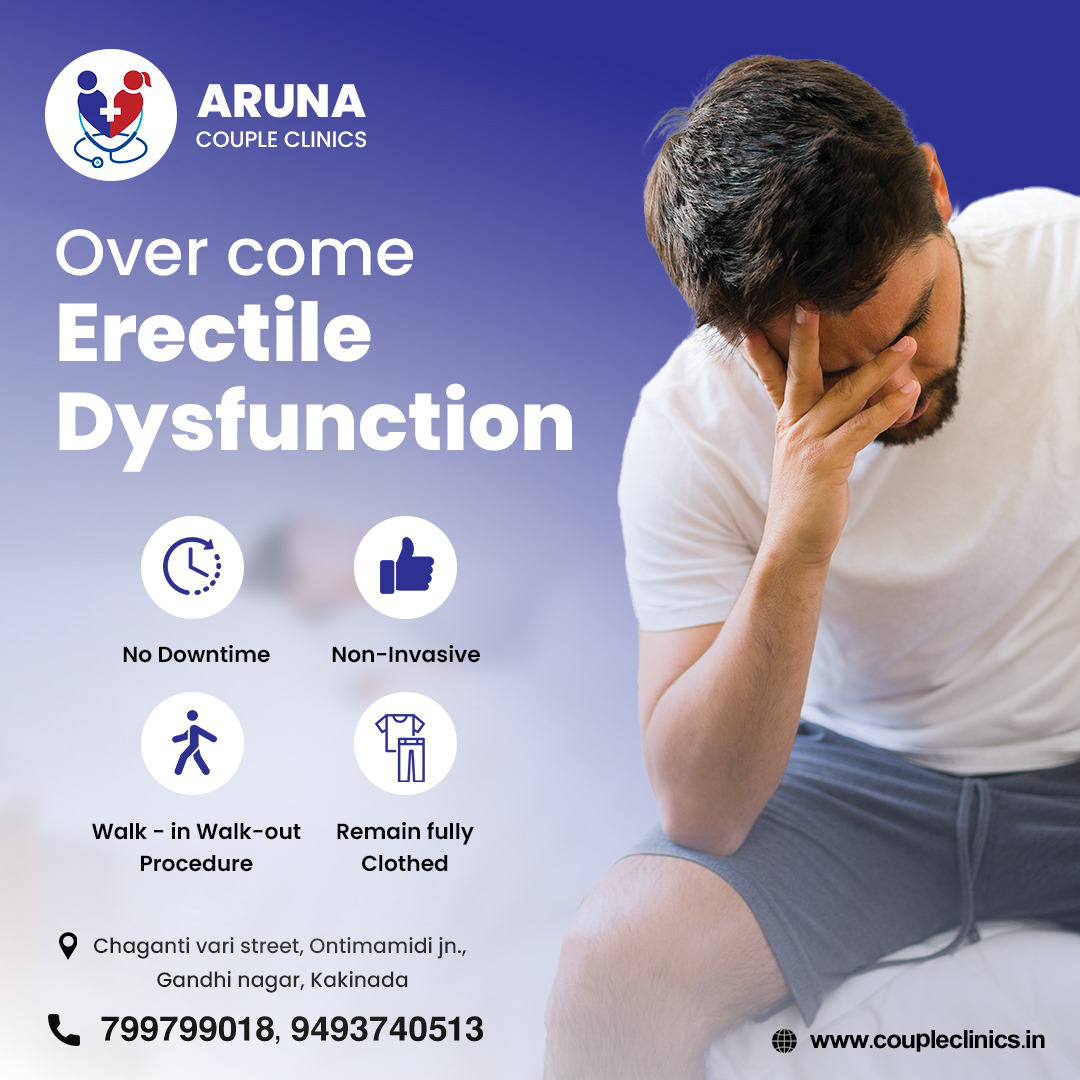 ARUNA
COUPLE CLINICS
Over come
Erectile
Dysfunction
No Downtime
Non-Invasive
Walk - in Walk-out
Procedure
Remain fully
Clothed
Chaganti vari street, Ontimamidi jn.,
Gandhi nagar, Kakinada
799799018, 9493740513
www.coupleclinics.in